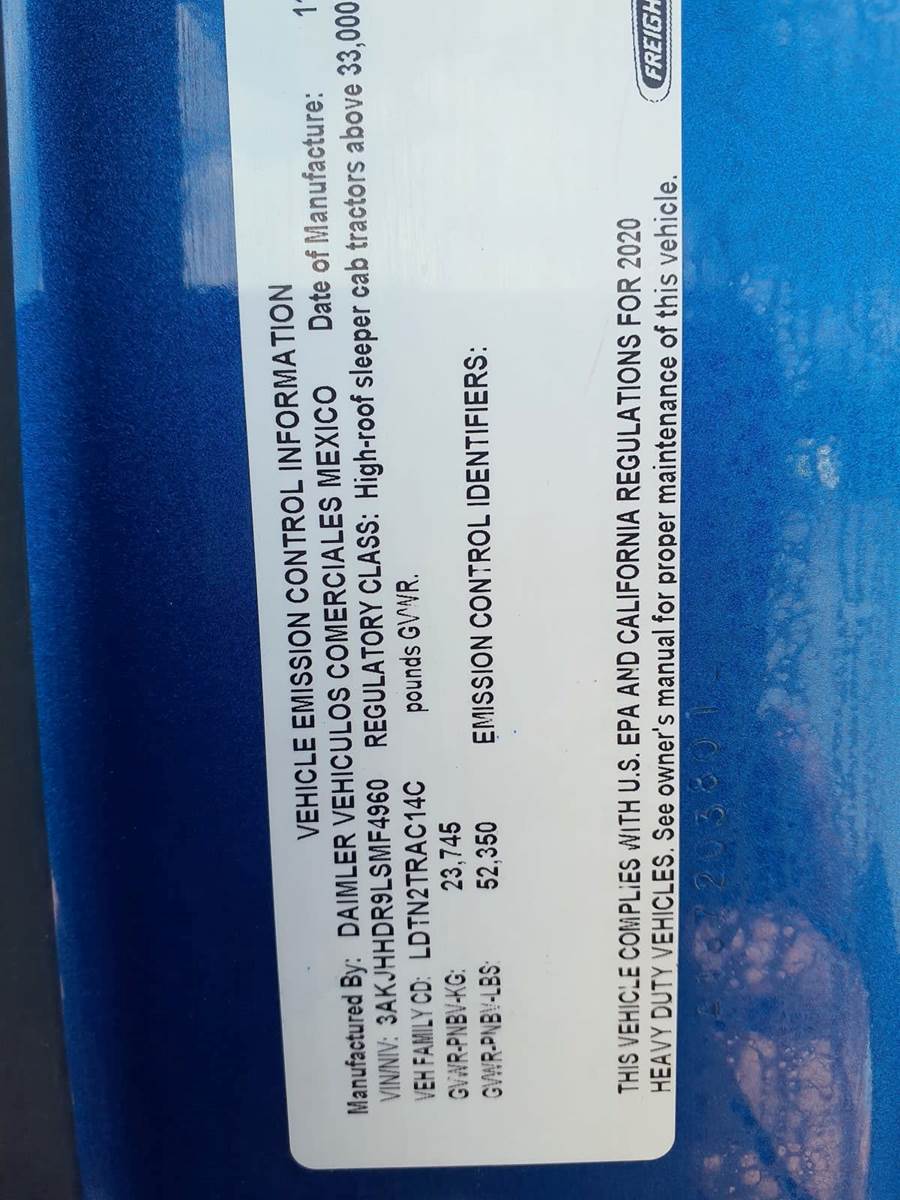 VEHICLE EMISSION CONTROL INFORMATION
Manufactured By: DAIMLER VEHICULOS COMERCIALES MEXICO Date of Manufacture:
VIN/NIV: 3AKJHHDR9LSMF4960 REGULATORY CLASS: High-roof sleeper cab tractors above 33,000
VEH FAMILY CD: LDTN2TRAC14C pounds GVWR.
GVWR-PNBV-KG: 23,745
GVWR-PNBV-LBS: 52,350 EMISSION CONTROL IDENTIFIERS:
THIS VEHICLE COMPLIES WITH U.S. EPA AND CALIFORNIA REGULATIONS FOR 2020
HEAVY DUTY VEHICLES. See owner's manual for proper maintenance of this vehicle.